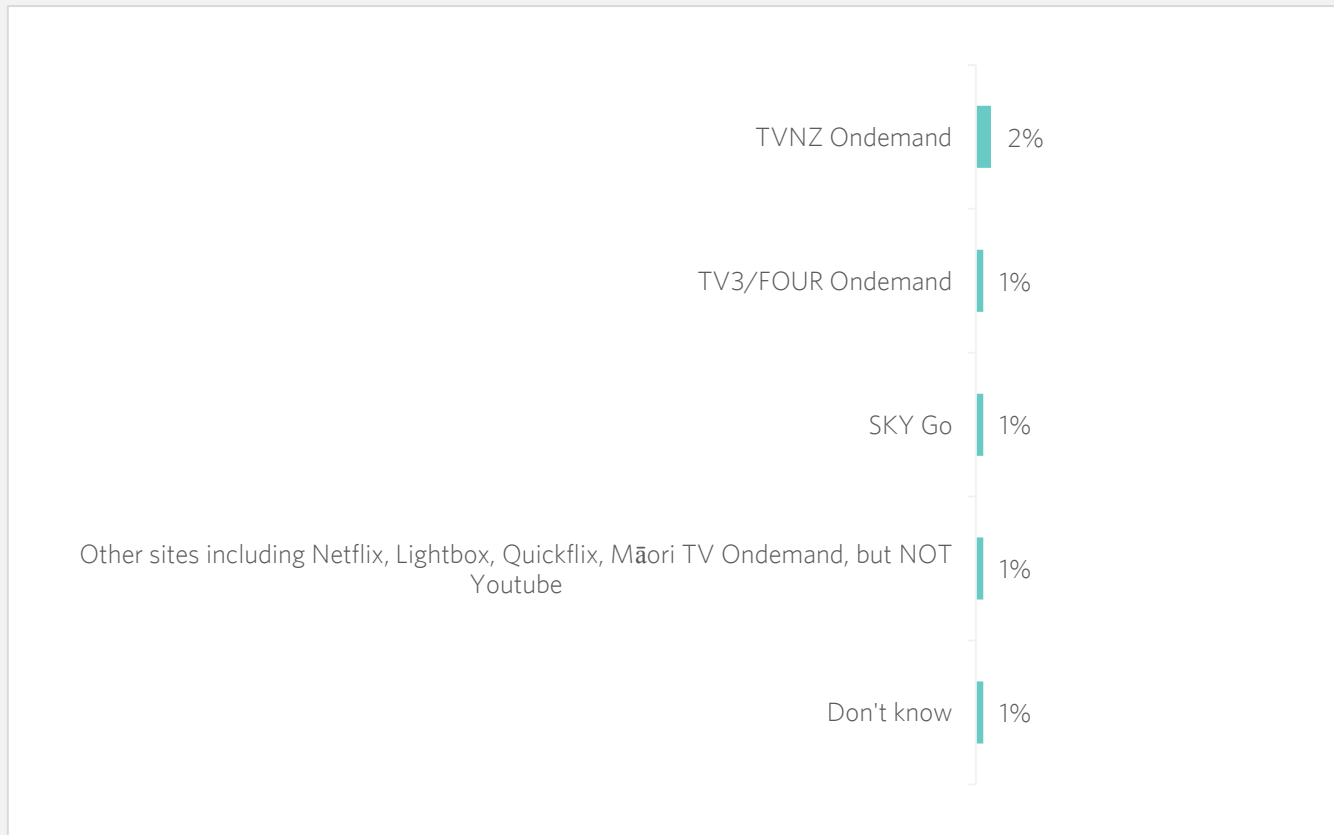 TVNZ Ondemand 2%
TV3/FOUR Ondemand 1%
SKY Go 1%
Other sites including Netflix, Lightbox, Quickflix, Māori TV Ondemand, but NOT
Youtube
1%
Don't know 1%